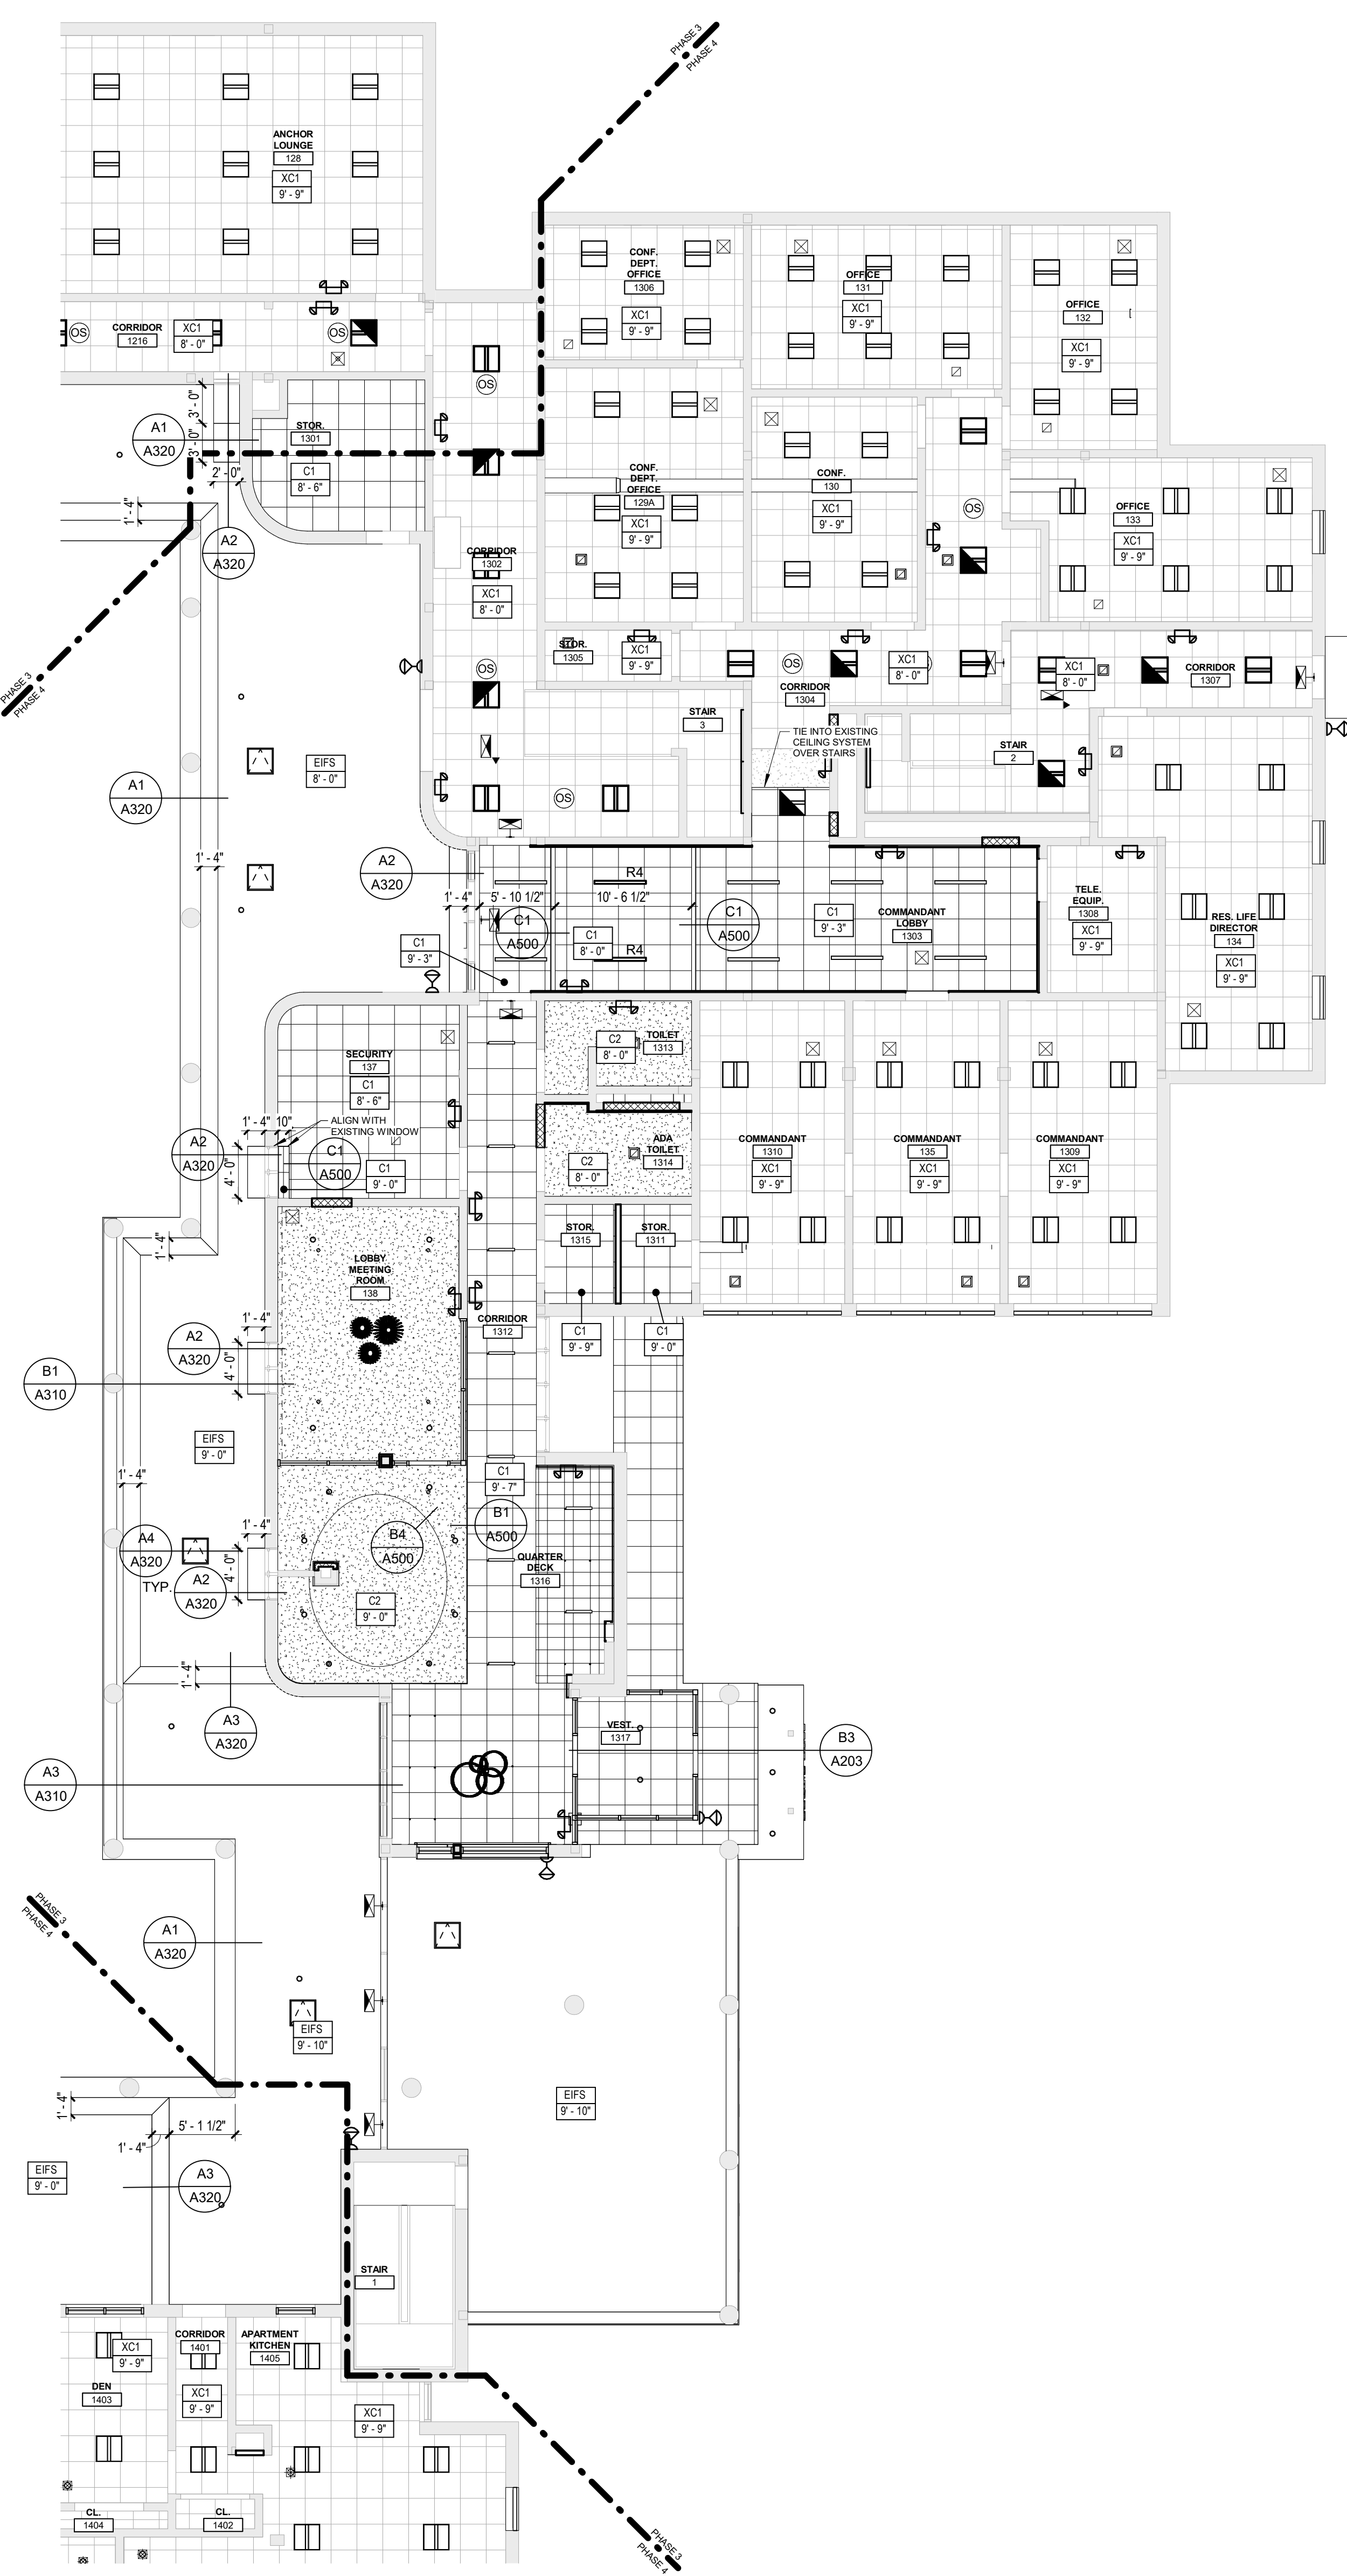 PHASE 3
PHASE 4
ANCHOR
LOUNGE
128
XC1
9' - 9"
CONF.
DEPT.
OFFICE
1306
XC1
9' - 9"
OFFICE
131
XC1
9' - 9"
OFFICE
132
XC1
9' - 9"
OS
CORRIDOR
1216
XC1
8' - 0"
OS
OS
3' - 0"
3' - 0"
2' - 0"
A1
A320
STOR.
1301
C1
8' - 6"
1' - 4"
A2
A320
CONF.
DEPT.
OFFICE
129A
XC1
9' - 9"
CONF.
130
XC1
9' - 9"
OS
OFFICE
133
XC1
9' - 9"
CORRIDOR
1302
XC1
8' - 0"
PHASE 3
PHASE 4
OS
STOR.
1305
XC1
9' - 9"
OS
XC1
8' - 0"
CORRIDOR
1304
XC1
8' - 0"
CORRIDOR
1307
STAIR
3
TIE INTO EXISTING
CEILING SYSTEM
OVER STAIRS
STAIR
2
EIFS
8' - 0"
A1
A320
OS
1' - 4"
A2
A320
1' - 4"
5' - 10 1/2"
10' - 6 1/2"
R4
R4
C1
A500
C1
8' - 0"
C1
A500
C1
9' - 3"
COMMANDANT
LOBBY
1303
C1
9' - 3"
TELE.
EQUIP.
1308
XC1
9' - 9"
RES. LIFE
DIRECTOR
134
XC1
9' - 9"
SECURITY
137
C1
8' - 6"
C2
8' - 0"
TOILET
1313
1' - 4"
10"
ALIGN WITH
EXISTING WINDOW
A2
A320
4' - 0"
C1
A500
C1
9' - 0"
C2
8' - 0"
ADA
TOILET
1314
COMMANDANT
1310
XC1
9' - 9"
COMMANDANT
135
XC1
9' - 9"
COMMANDANT
1309
XC1
9' - 9"
STOR.
1315
STOR.
1311
1' - 4"
LOBBY
MEETING
ROOM
138
CORRIDOR
1312
C1
9' - 9"
C1
9' - 0"
1' - 4"
A2
A320
4' - 0"
B1
A310
EIFS
9' - 0"
1' - 4"
C1
9' - 7"
1' - 4"
A4
A320
4' - 0"
TYP.
A2
A320
B4
A500
B1
A500
QUARTER
DECK
1316
C2
9' - 0"
1' - 4"
A3
A320
VEST.
1317
B3
A203
A3
A310
PHASE 3
PHASE 4
A1
A320
EIFS
9' - 10"
EIFS
9' - 10"
1' - 4"
5' - 1 1/2"
1' - 4"
EIFS
9' - 0"
A3
A320
STAIR
1
XC1
9' - 9"
DEN
1403
CORRIDOR
1401
XC1
9' - 9"
APARTMENT
KITCHEN
1405
XC1
9' - 9"
CL.
1404
CL.
1402
PHASE 3
PHASE 4